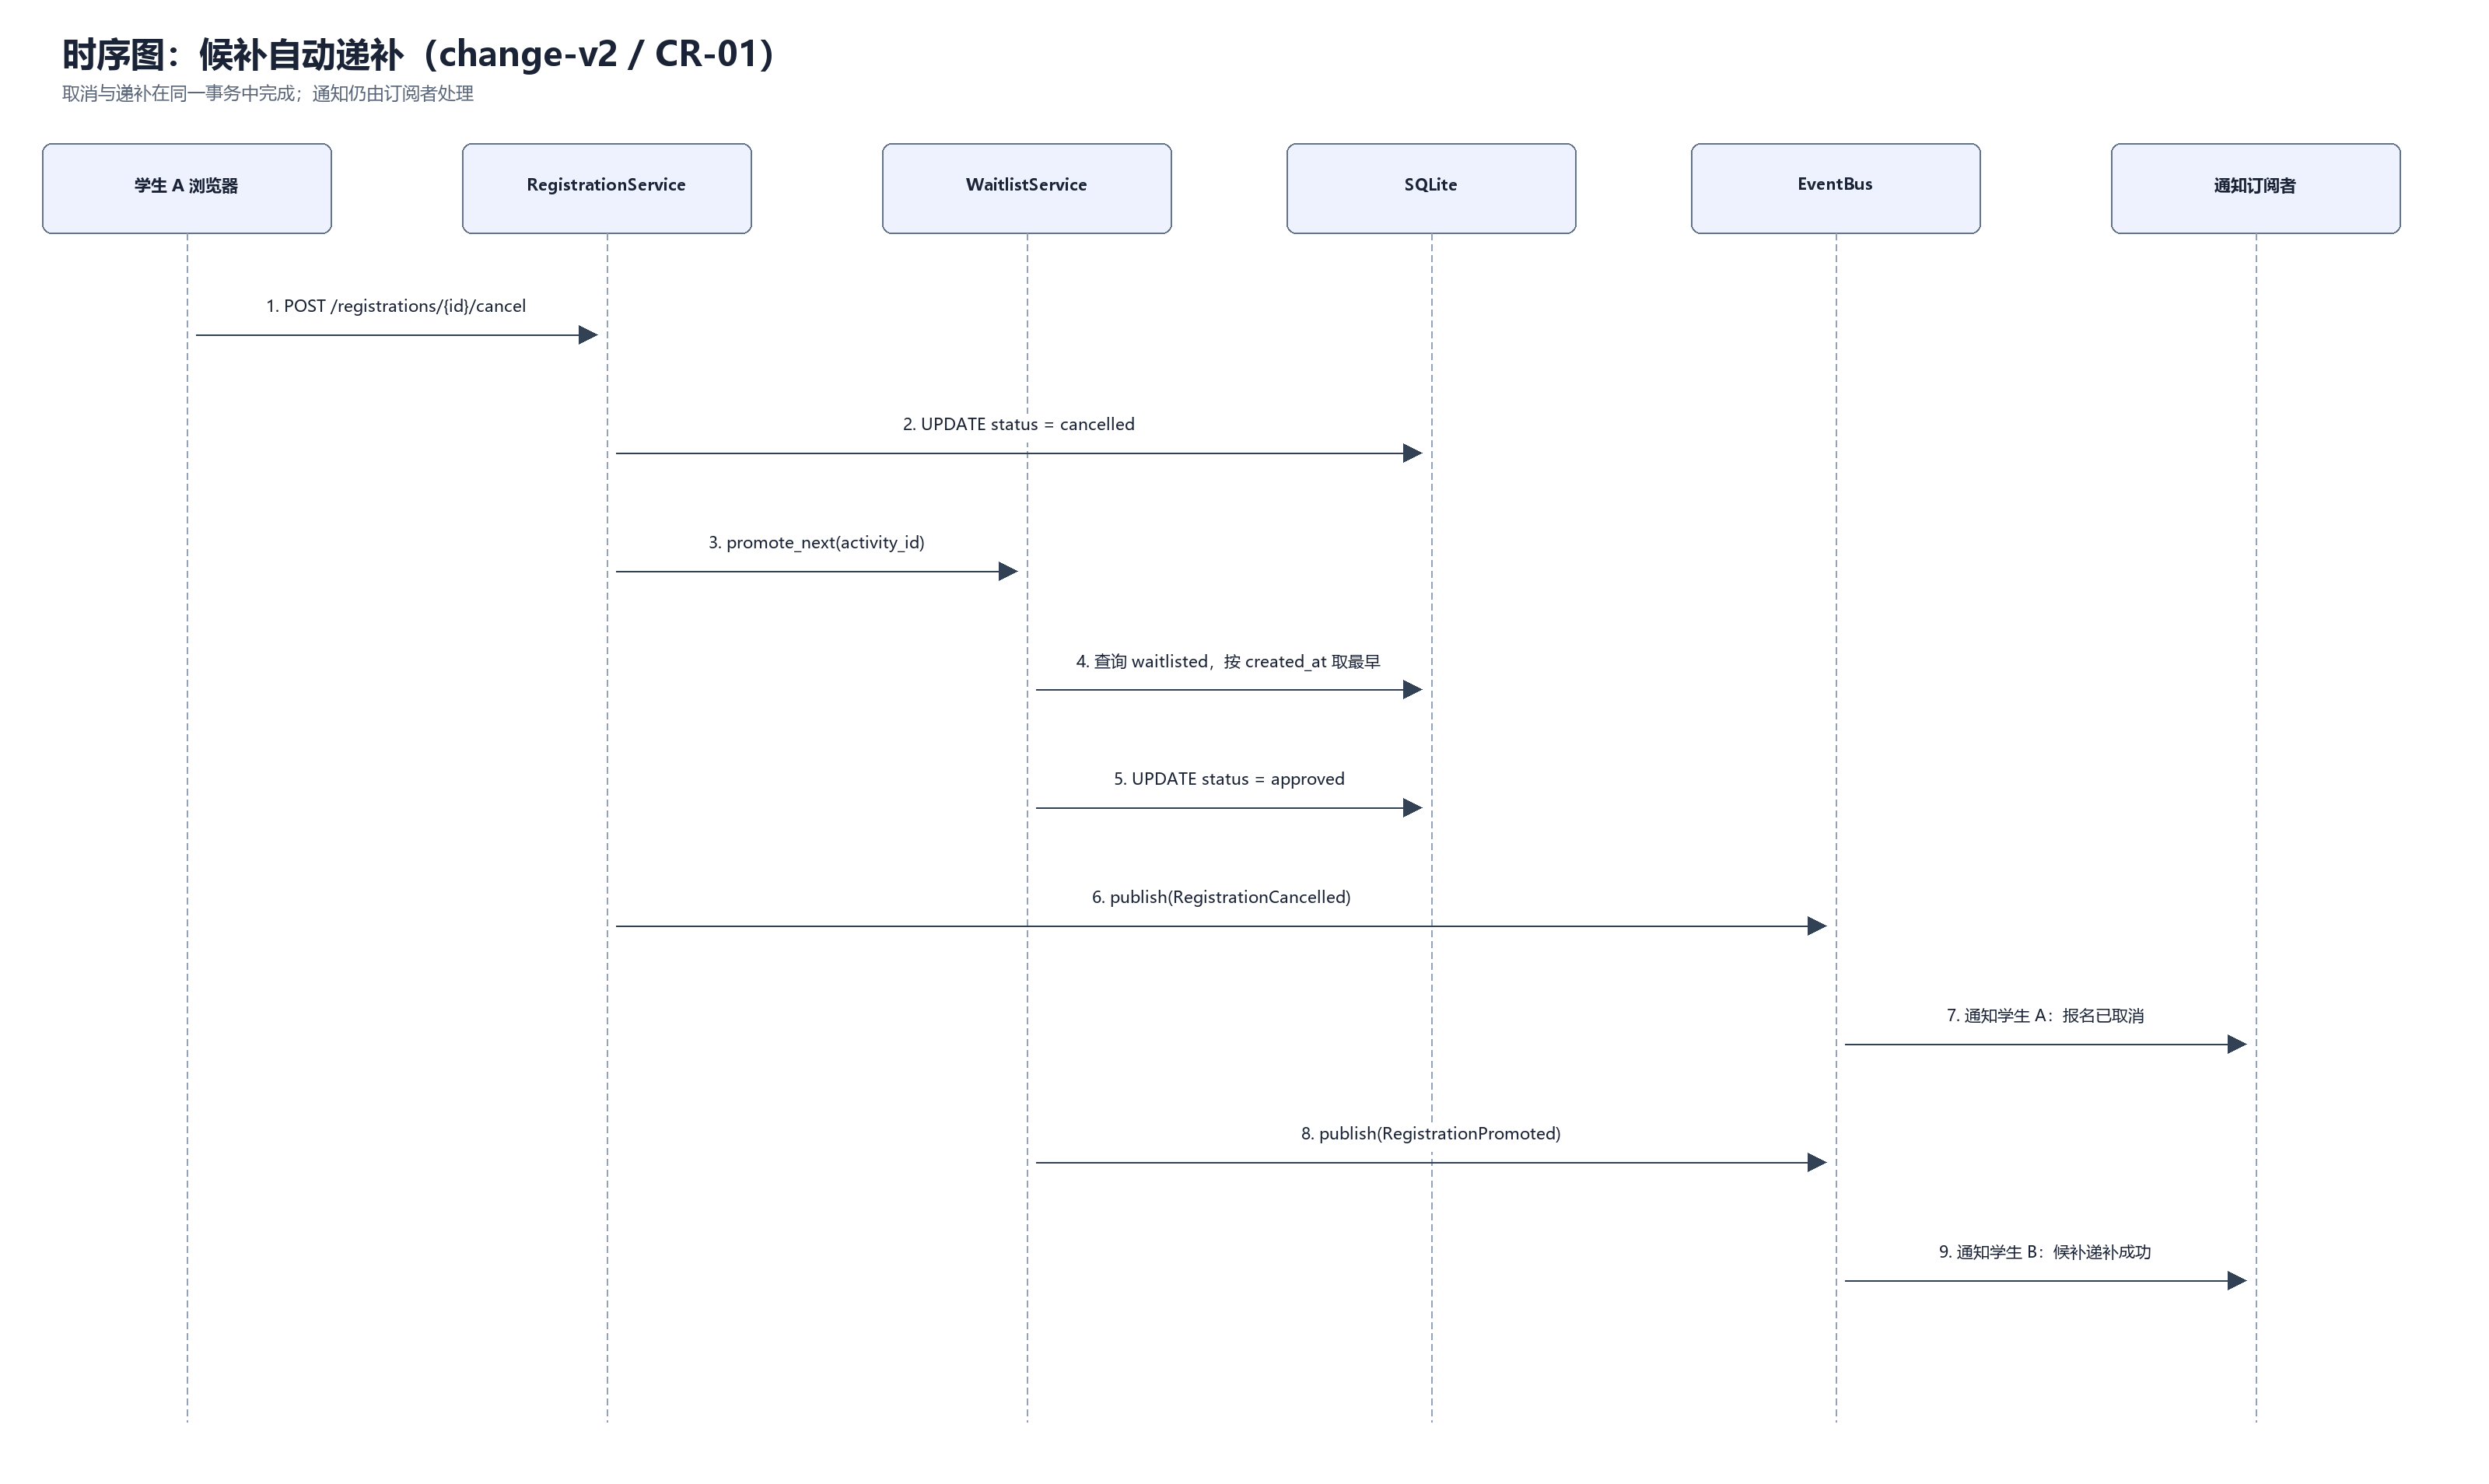 时序图：候补自动递补（change-v2 / CR-01）
取消与递补在同一事务中完成；通知仍由订阅者处理
学生 A 浏览器
RegistrationService
WaitlistService
SQLite
EventBus
通知订阅者
1. POST /registrations/{id}/cancel
2. UPDATE status = cancelled
3. promote_next(activity_id)
4. 查询 waitlisted，按 created_at 取最早
5. UPDATE status = approved
6. publish(RegistrationCancelled)
7. 通知学生 A：报名已取消
8. publish(RegistrationPromoted)
9. 通知学生 B：候补递补成功